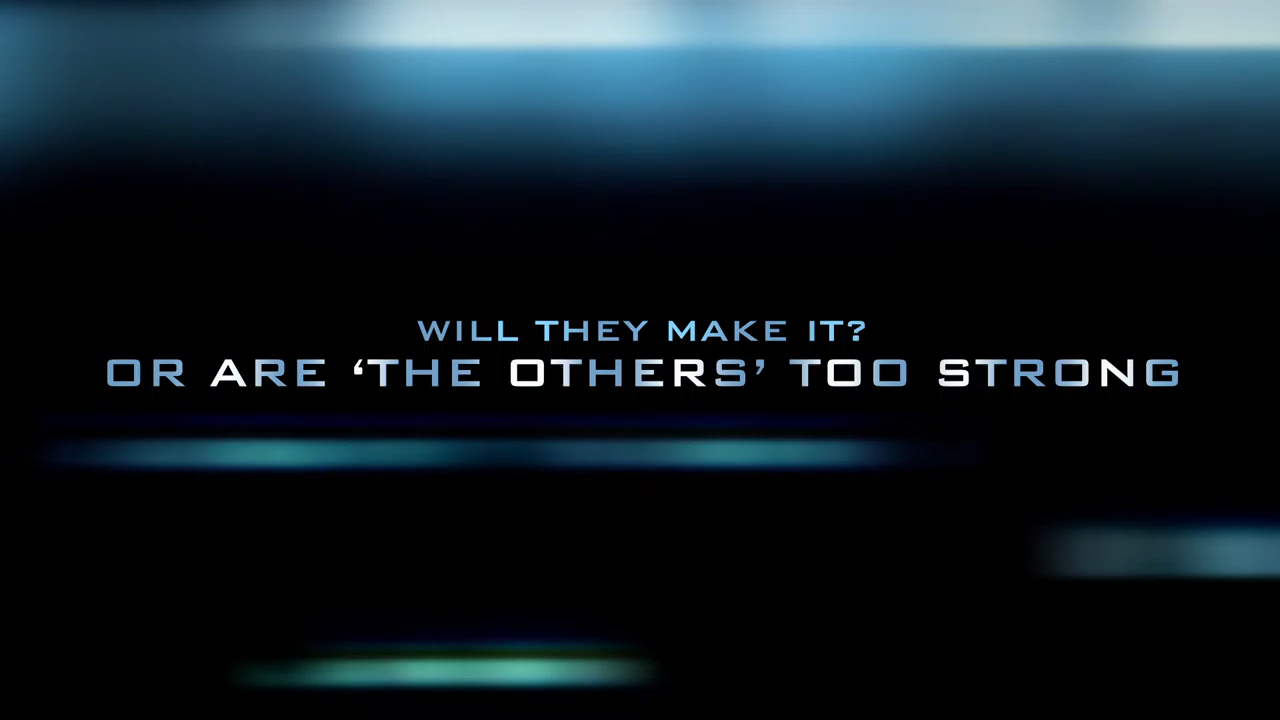 WILL THEY MAKE IT?
OR ARE ‘THE OTHERS’ TOO STRONG